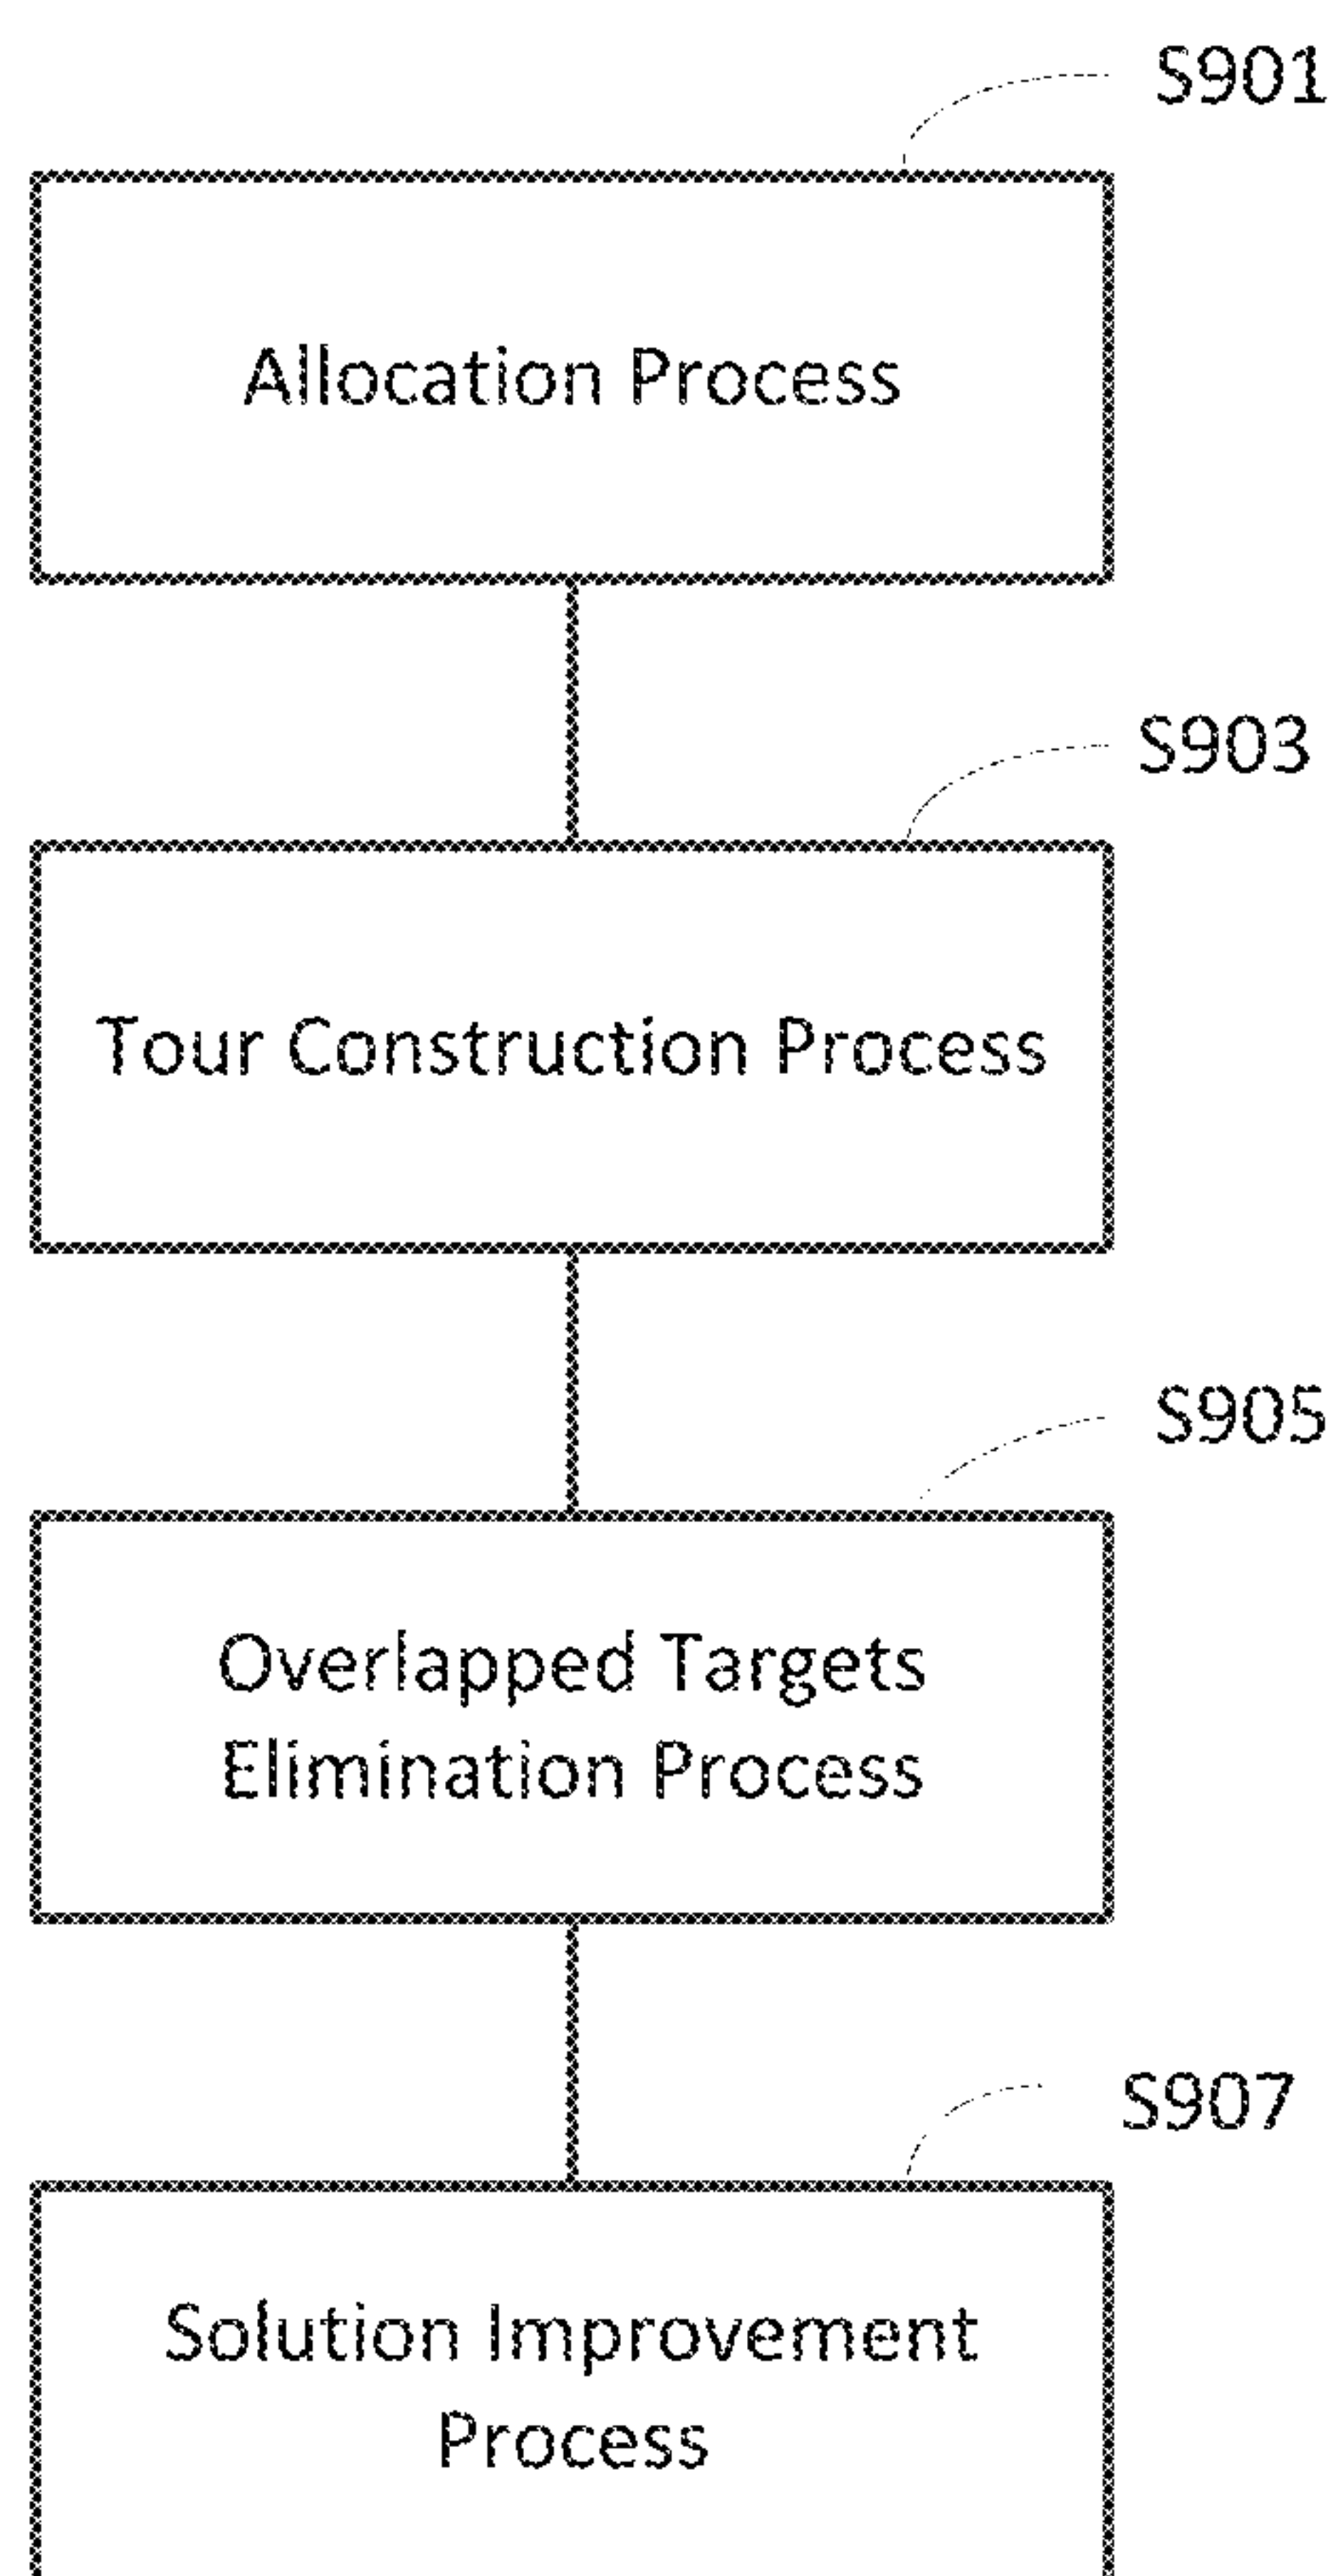 S901
Allocation Process
S903
Tour Construction Process
S905
Overlapped Targets
Elimination Process
S907
Solution Improvement
Process